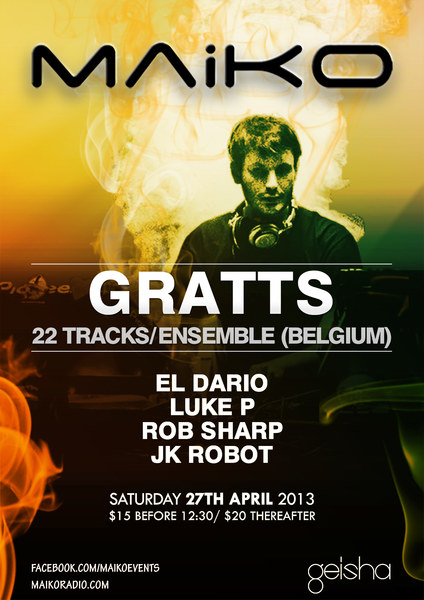 MAiKO
GRATTS
22 TRACKS/ENSEMBLE (BELGIUM)
EL DARIO
LUKE P
ROB SHARP
JK ROBOT
SATURDAY 27TH APRIL 2013
$15 BEFORE 12:30/ $20 THEREAFTER
FACEBOOK.COM/MAIKOEVENTS
MAIKORADIO.COM
geisha